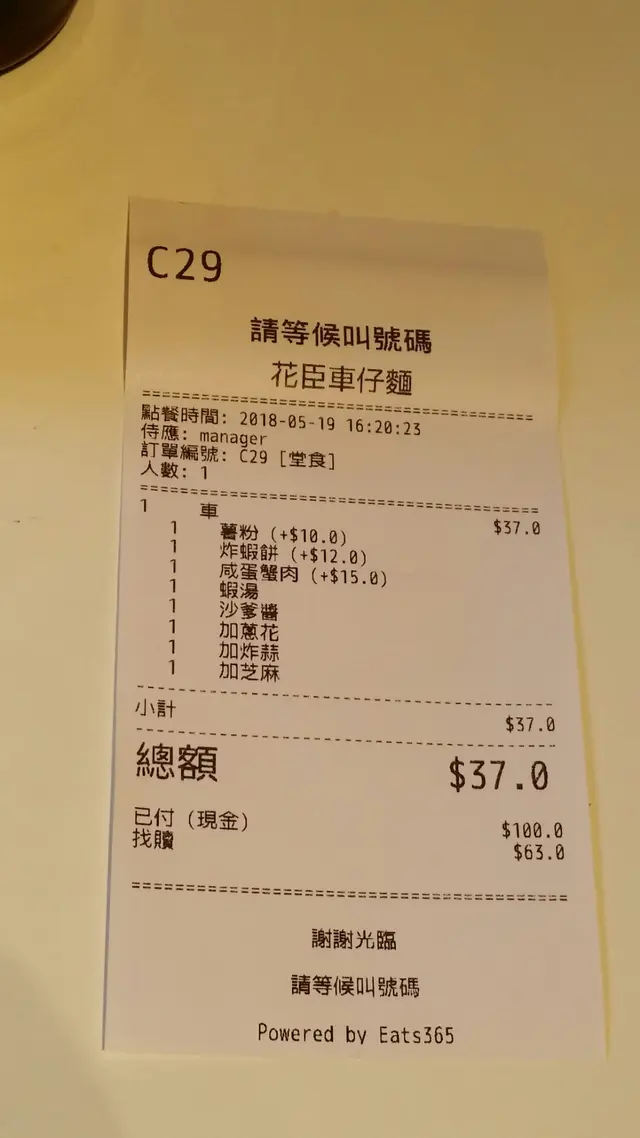 C29
請等候叫號碼
花臣車仔麵
================================================
點餐時間: 2018-05-19 16:20:23
侍應: manager
訂單編號: C29 [堂食]
人數: 1
================================================
1 車 $37.0
1 薯粉 (+$10.0)
1 炸蝦餅 (+$12.0)
1 咸蛋蟹肉 (+$15.0)
1 蝦湯
1 沙爹醬
1 加蔥花
1 加炸蒜
1 加芝麻
------------------------------------------------
小計 $37.0
------------------------------------------------
總額 $37.0
已付 (現金) $100.0
找贖 $63.0
================================================
謝謝光臨
請等候叫號碼
Powered by Eats365